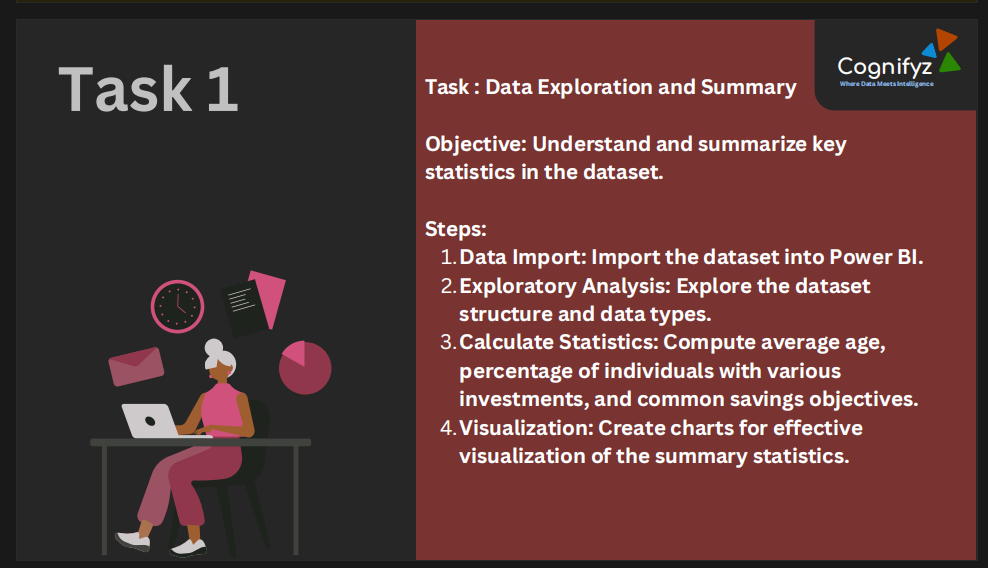 Task 1
Cognifyz
Where Data Meets Intelligence
Task : Data Exploration and Summary
Objective: Understand and summarize key
statistics in the dataset.
Steps:
1. Data Import: Import the dataset into Power BI.
2. Exploratory Analysis: Explore the dataset
structure and data types.
3. Calculate Statistics: Compute average age,
percentage of individuals with various
investments, and common savings objectives.
4. Visualization: Create charts for effective
visualization of the summary statistics.